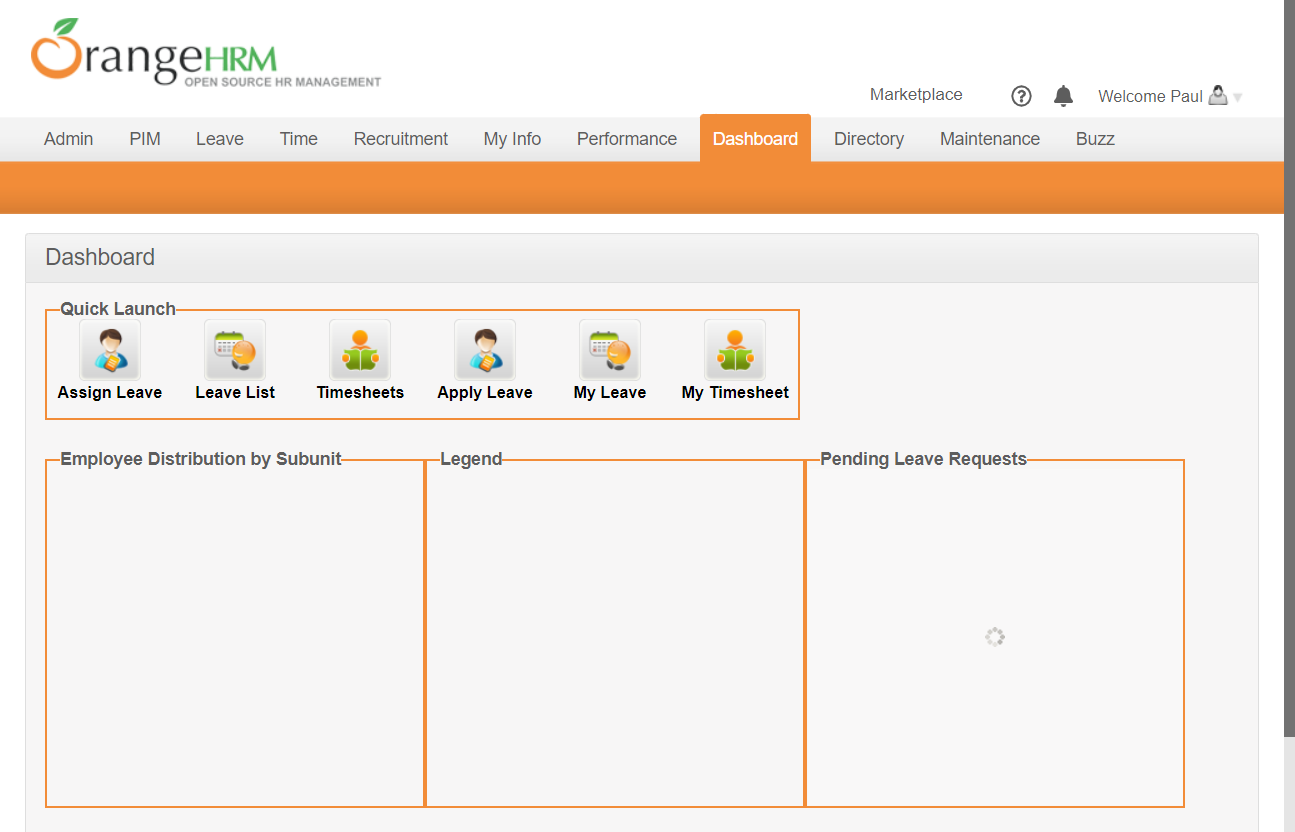 OrangeHRM
OPEN SOURCE HR MANAGEMENT
Marketplace ? Welcome Paul
Admin PIM Leave Time Recruitment My Info Performance Dashboard Directory Maintenance Buzz
Dashboard
Quick Launch
Assign Leave Leave List Timesheets Apply Leave My Leave My Timesheet
Employee Distribution by Subunit Legend Pending Leave Requests